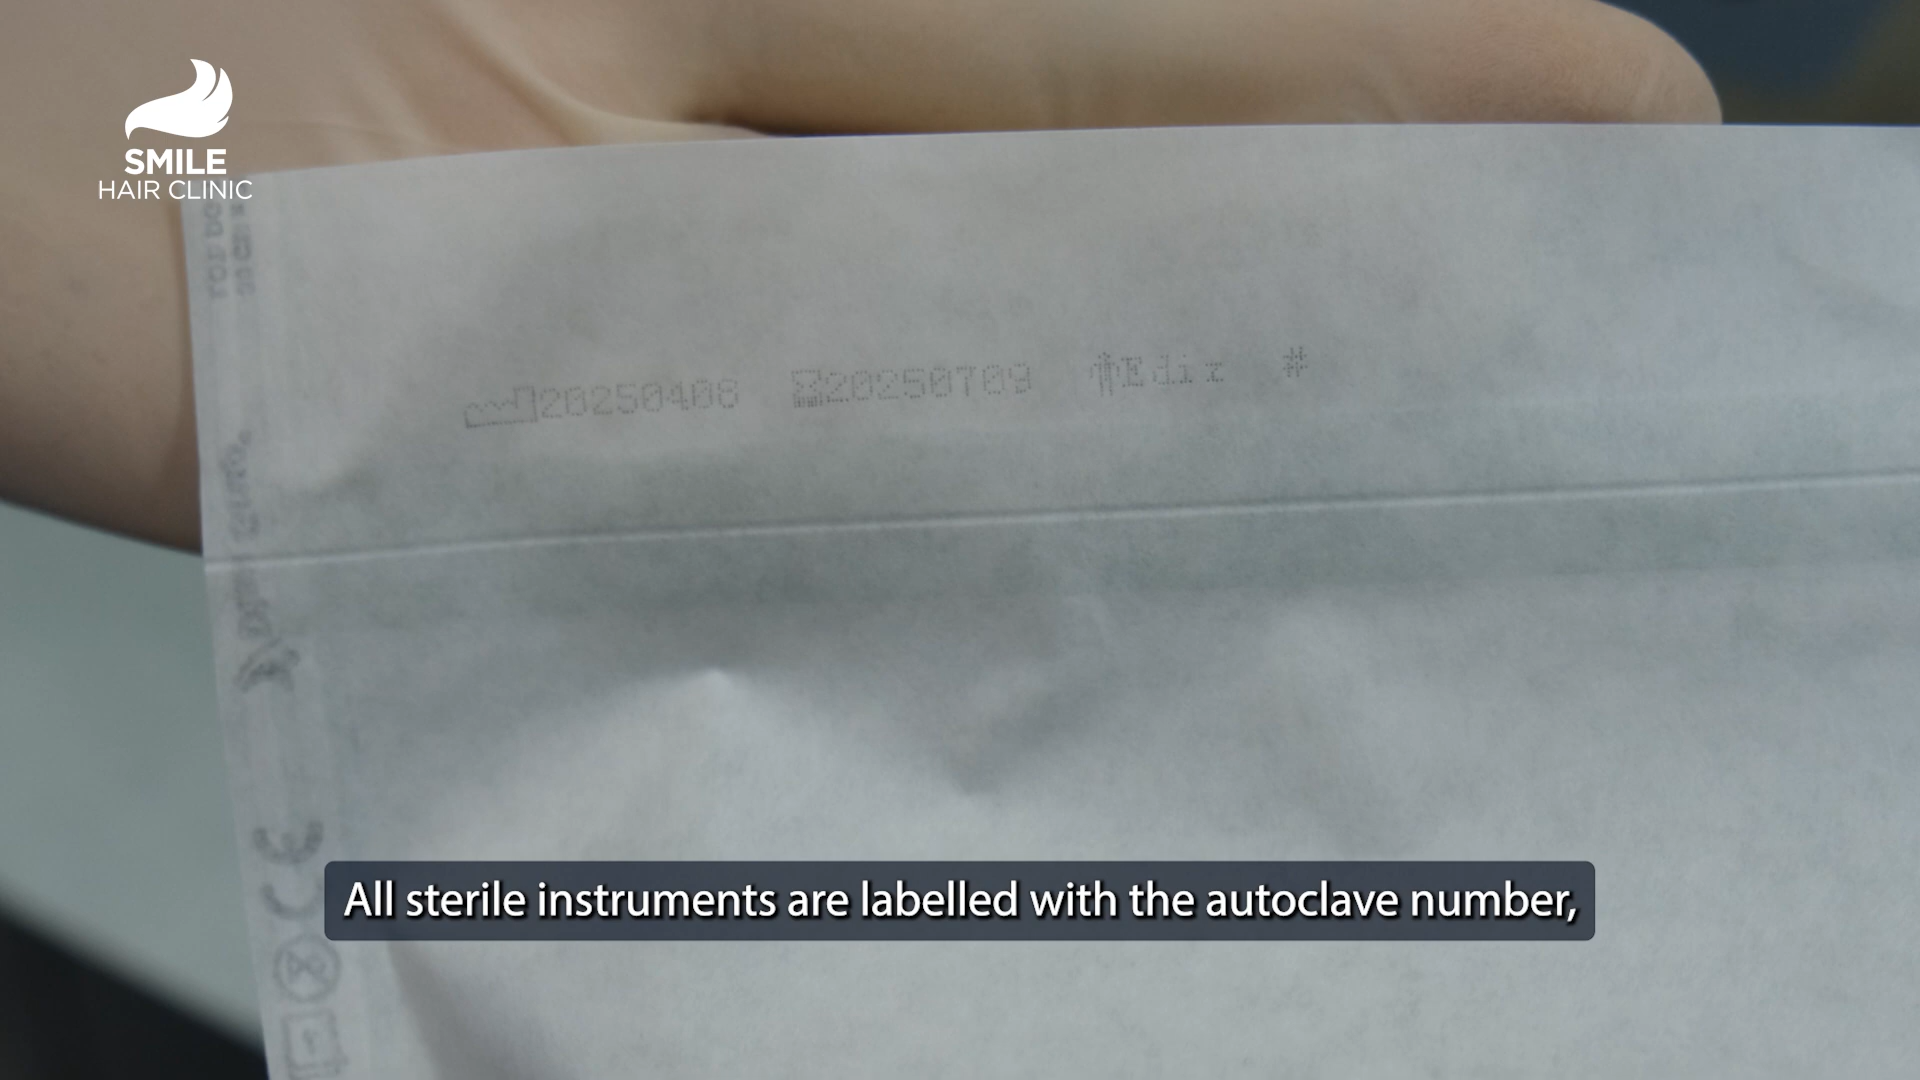 SMILE
HAIR CLINIC
20250408 20250709 Ediz #
All sterile instruments are labelled with the autoclave number,